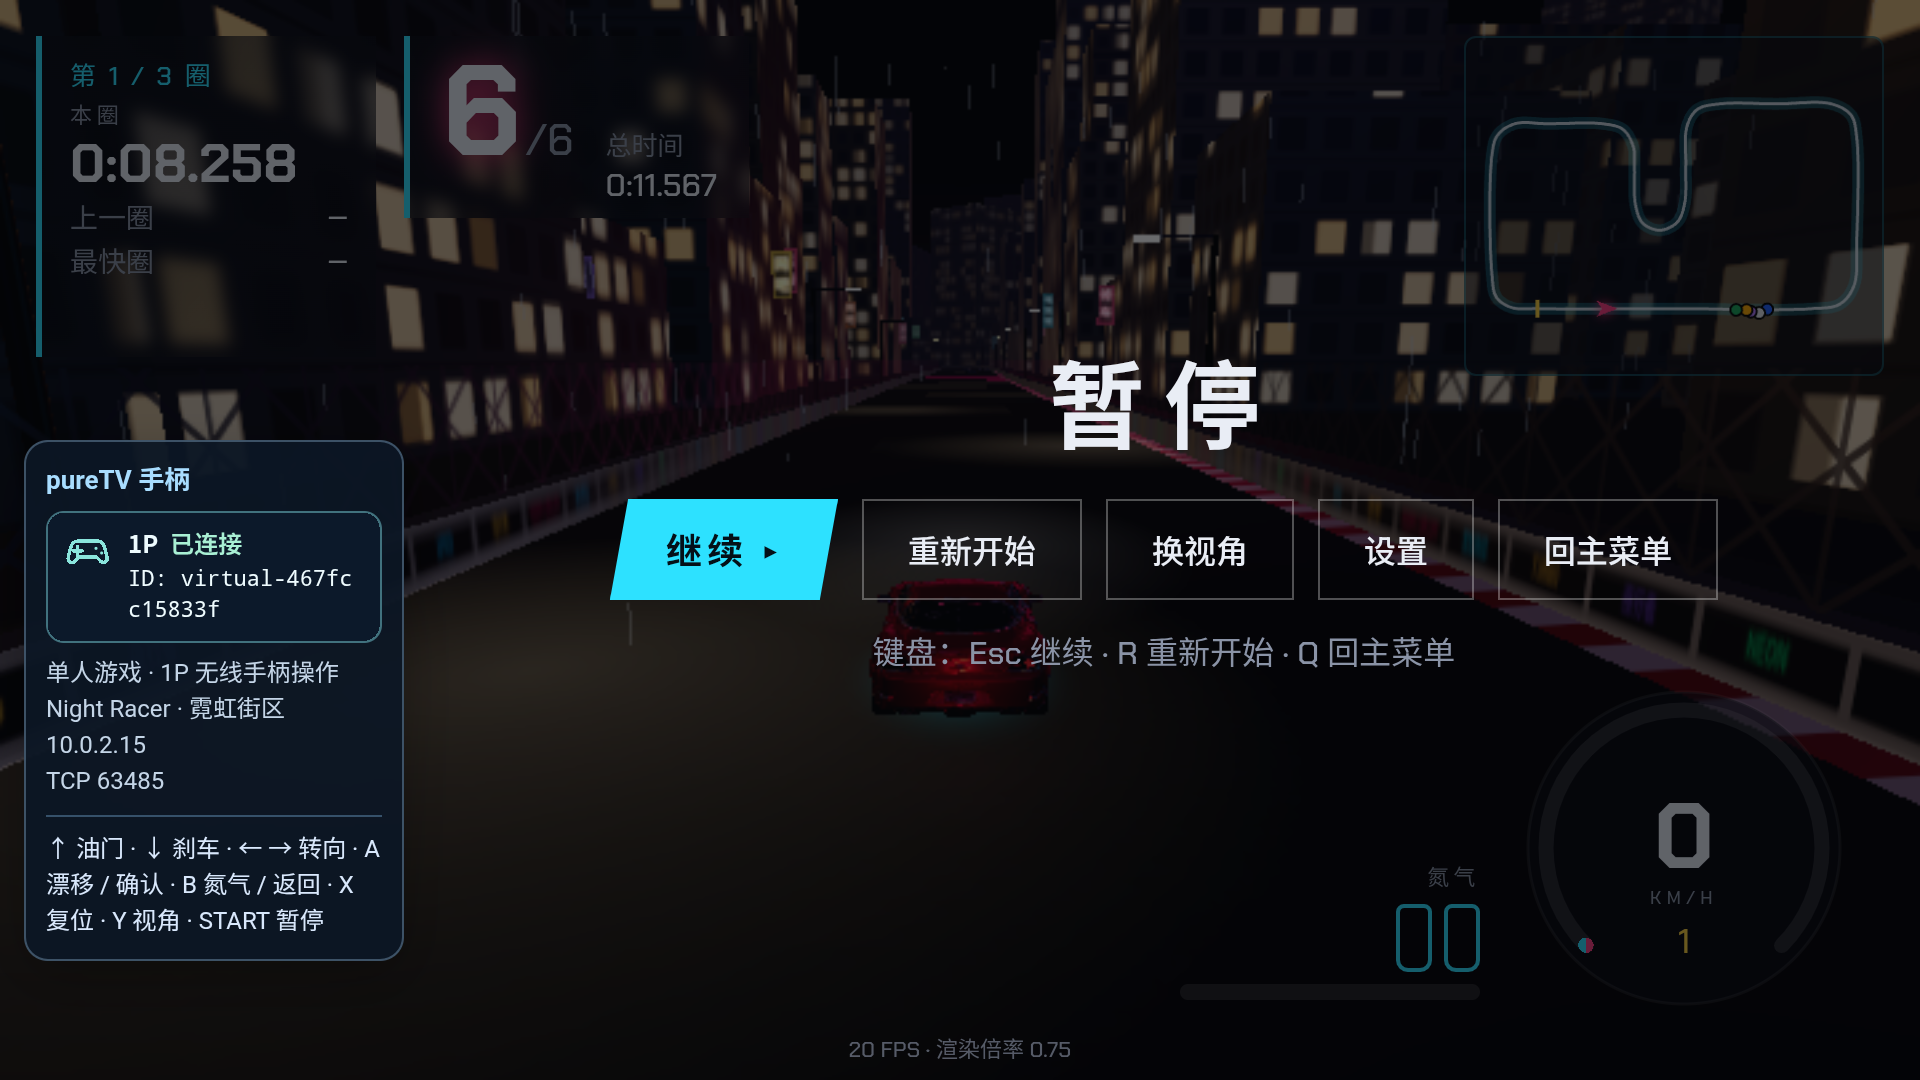 第 1 / 3 圈
本圈
0:08.258
上一圈 —
最快圈 —
6/6
总时间
0:11.567
暂停
继续 ▸
重新开始
换视角
设置
回主菜单
键盘：Esc 继续 · R 重新开始 · Q 回主菜单
pureTV 手柄
1P 已连接
ID: virtual-467fc
c15833f
单人游戏 · 1P 无线手柄操作
Night Racer · 霓虹街区
10.0.2.15
TCP 63485
↑ 油门 · ↓ 刹车 · ←→ 转向 · A
漂移 / 确认 · B 氮气 / 返回 · X
复位 · Y 视角 · START 暂停
NEON
氮气
0
KM/H
1
20 FPS · 渲染倍率 0.75